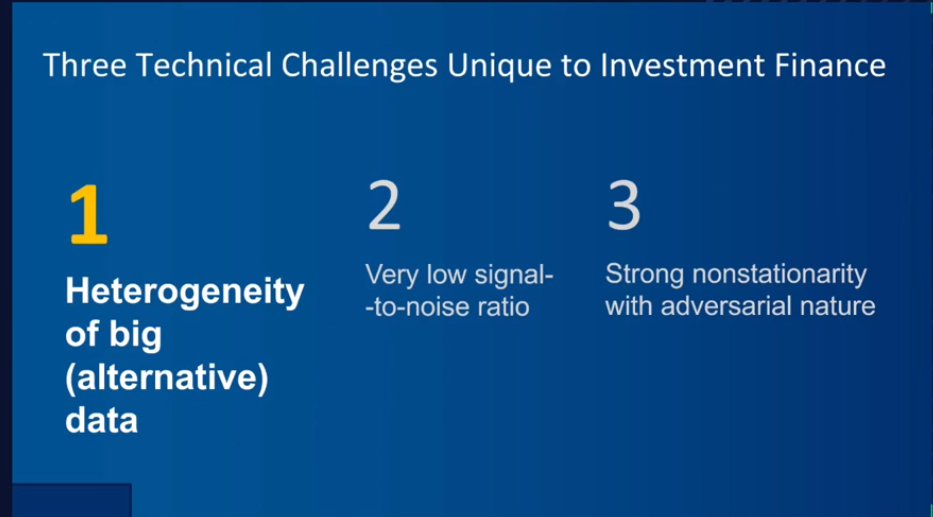 Three Technical Challenges Unique to Investment Finance
1
Heterogeneity
of big
(alternative)
data
2
Very low signal-
-to-noise ratio
3
Strong nonstationarity
with adversarial nature